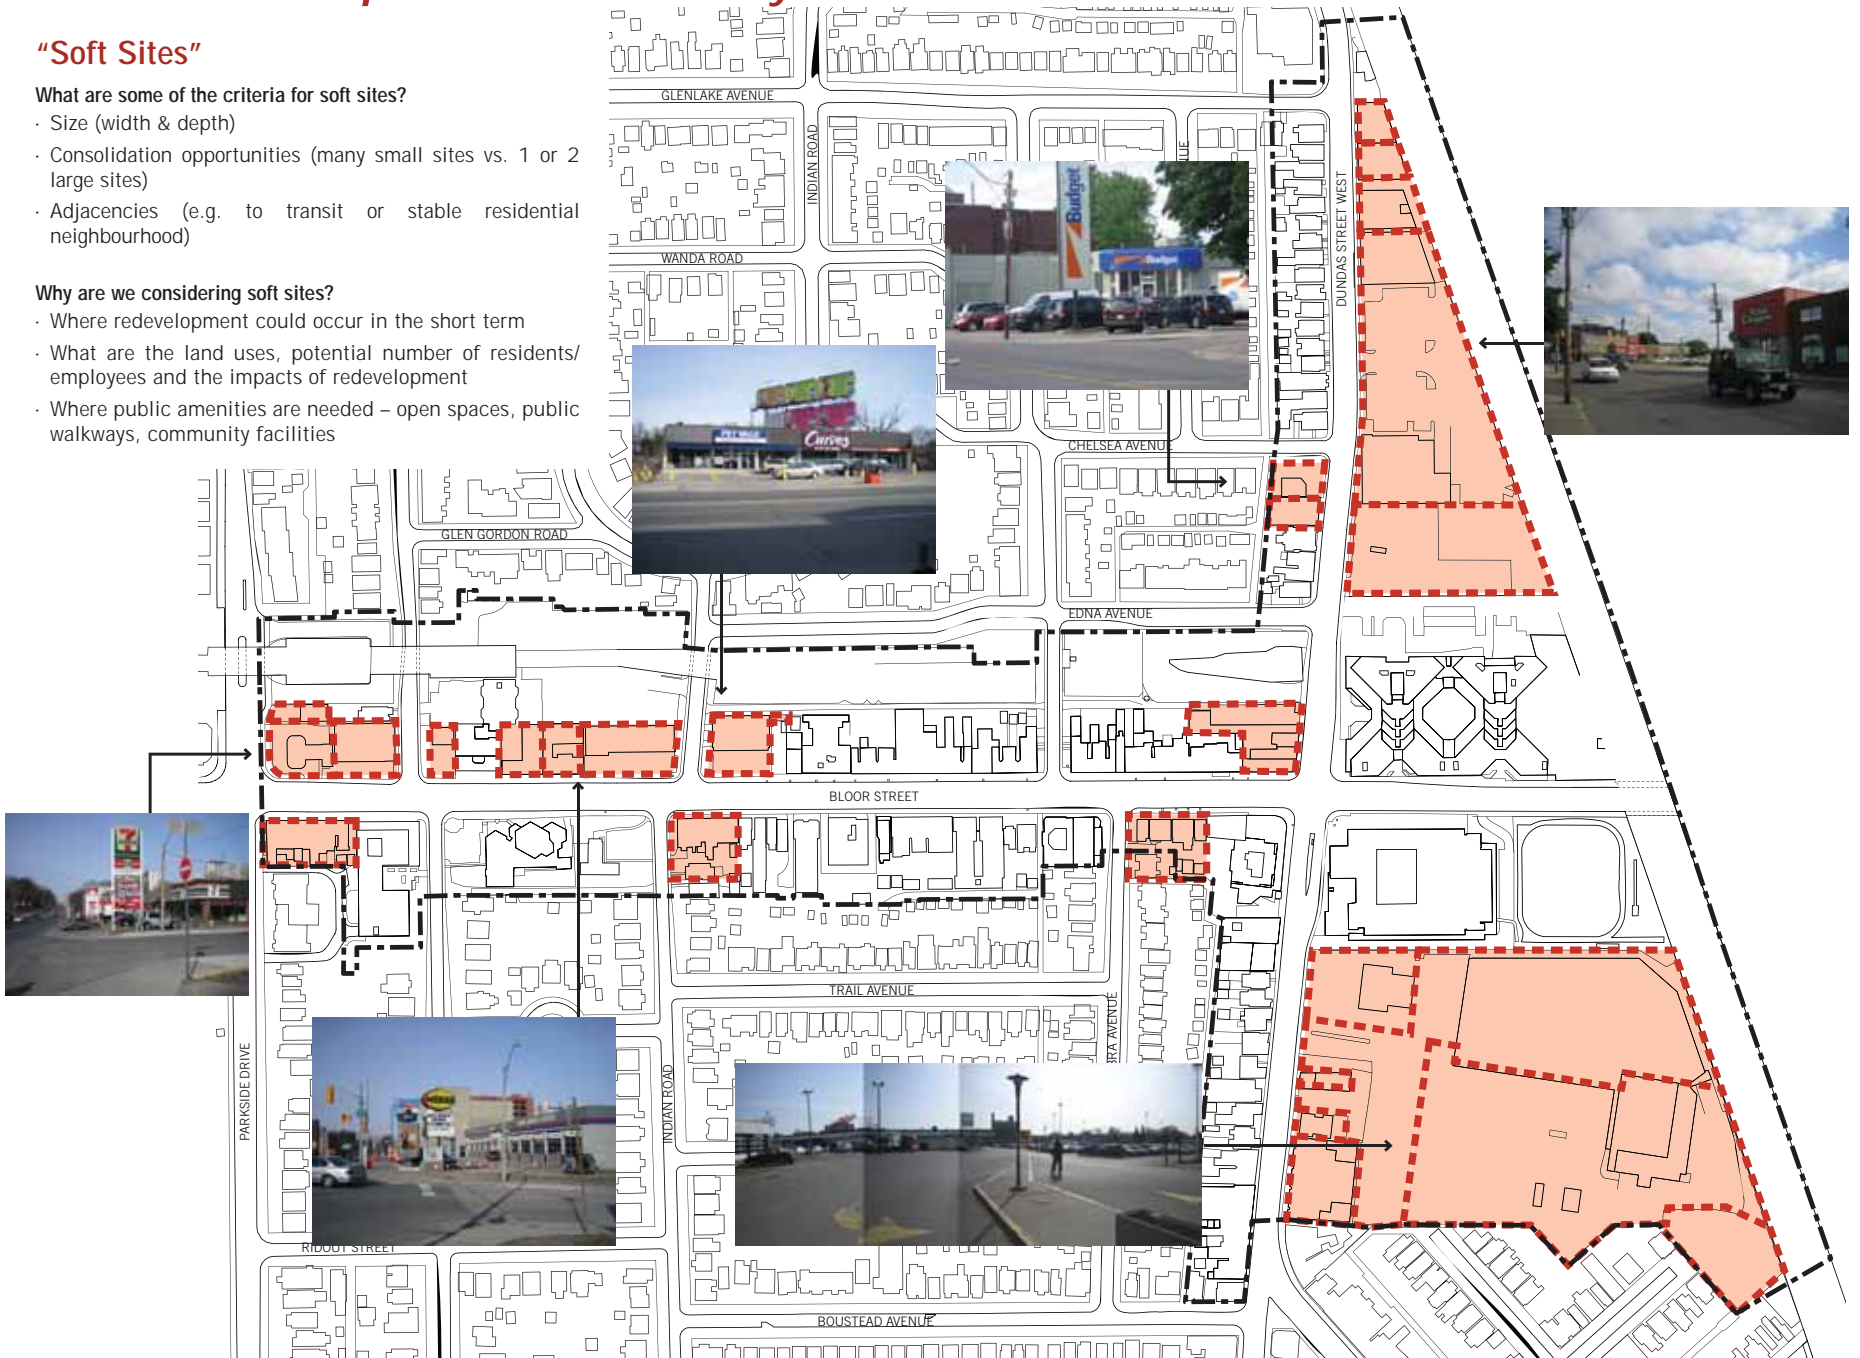 “Soft Sites”
What are some of the criteria for soft sites?
· Size (width & depth)
· Consolidation opportunities (many small sites vs. 1 or 2
large sites)
· Adjacencies (e.g. to transit or stable residential
neighbourhood)
Why are we considering soft sites?
· Where redevelopment could occur in the short term
· What are the land uses, potential number of residents/
employees and the impacts of redevelopment
· Where public amenities are needed – open spaces, public
walkways, community facilities
GLENLAKE AVENUE
INDIAN ROAD
WANDA ROAD
DUNDAS STREET WEST
Budget
Budget
Curves
CHELSEA AVENUE
GLEN GORDON ROAD
EDNA AVENUE
BLOOR STREET
7
TRAIL AVENUE
PARKSIDE DRIVE
INDIAN ROAD
BRA AVENUE
RIDOUT STREET
BOUSTEAD AVENUE